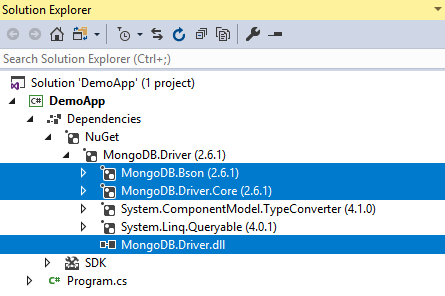 Solution Explorer
Search Solution Explorer (Ctrl+;)
Solution 'DemoApp' (1 project)
C# DemoApp
Dependencies
NuGet
MongoDB.Driver (2.6.1)
MongoDB.Bson (2.6.1)
MongoDB.Driver.Core (2.6.1)
System.ComponentModel.TypeConverter (4.1.0)
System.Linq.Queryable (4.0.1)
MongoDB.Driver.dll
SDK
C# Program.cs